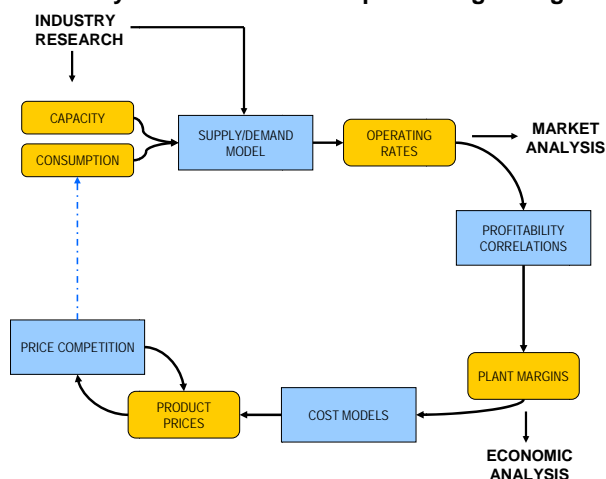 INDUSTRY
RESEARCH
CAPACITY
CONSUMPTION
SUPPLY/DEMAND
MODEL
OPERATING
RATES
MARKET
ANALYSIS
PROFITABILITY
CORRELATIONS
PRICE COMPETITION
PRODUCT
PRICES
COST MODELS
PLANT MARGINS
ECONOMIC
ANALYSIS